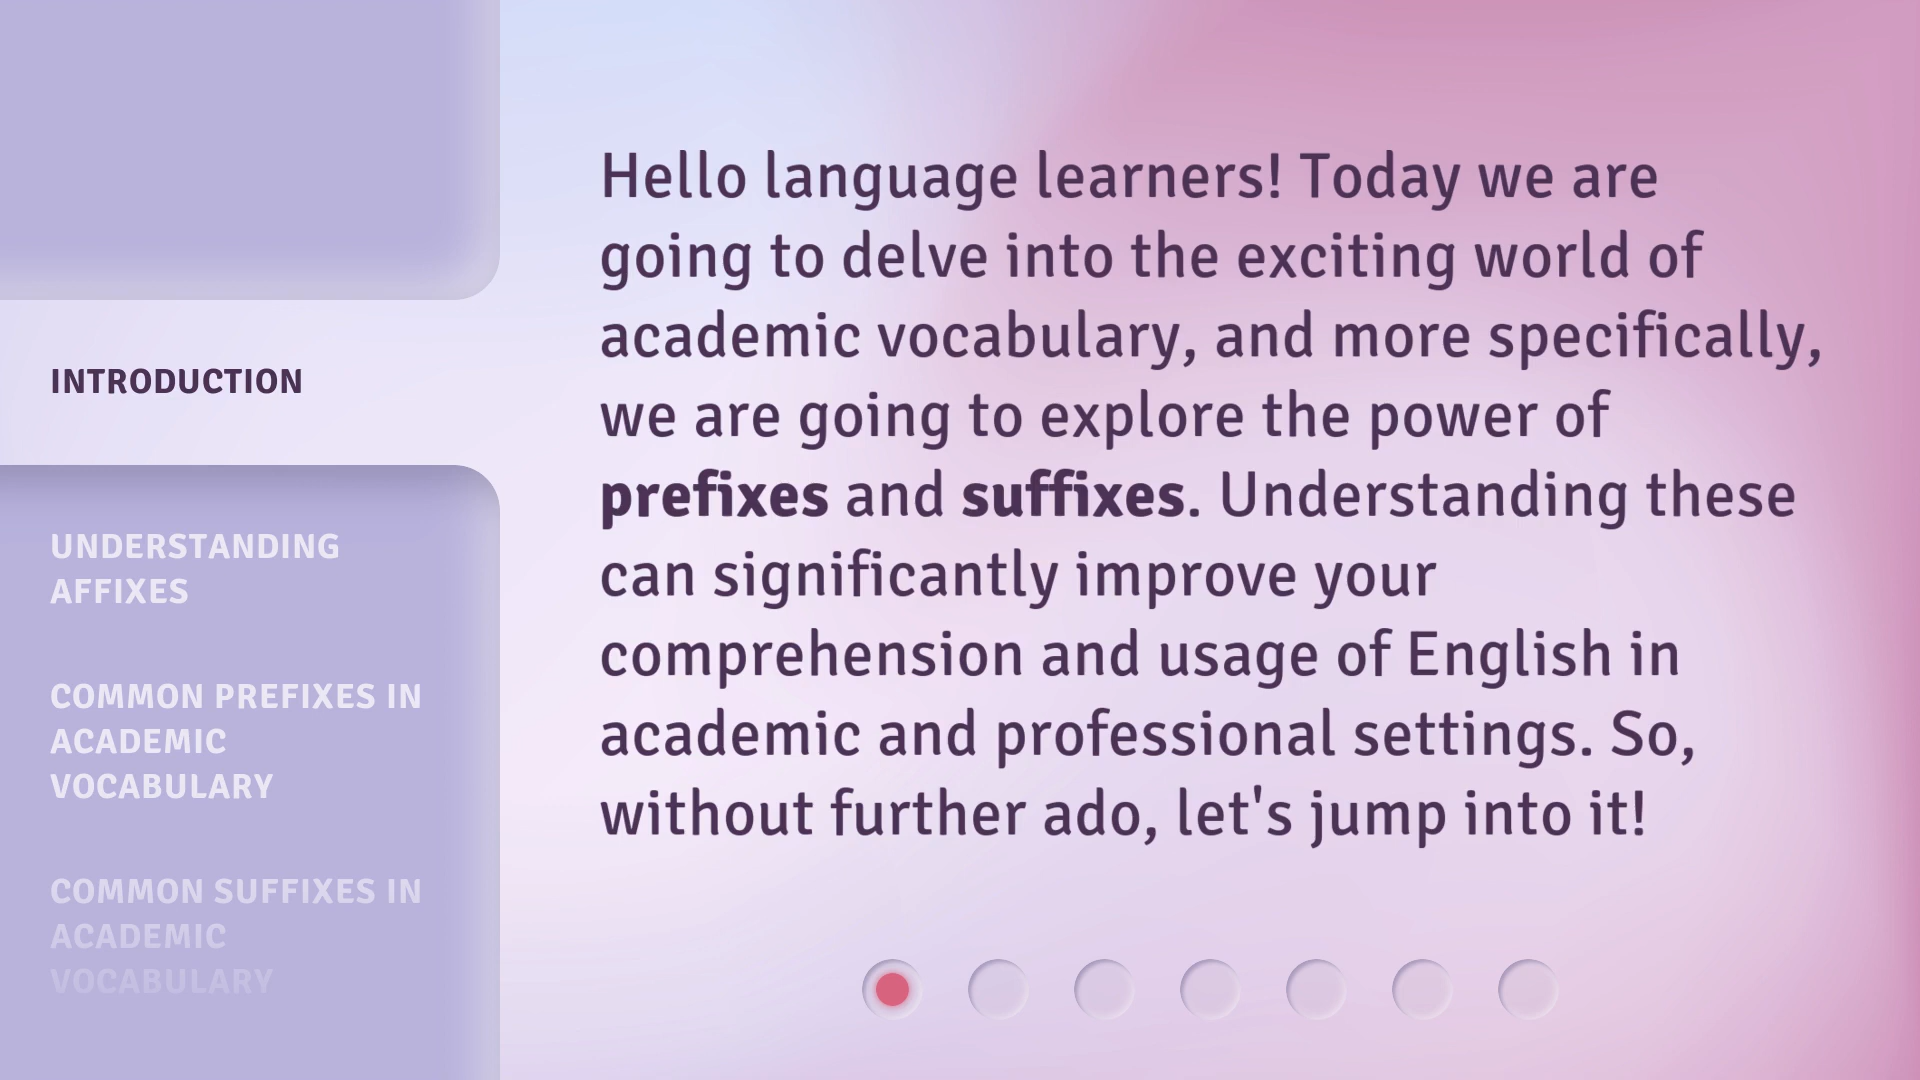 INTRODUCTION
UNDERSTANDING
AFFIXES
COMMON PREFIXES IN
ACADEMIC
VOCABULARY
COMMON SUFFIXES IN
ACADEMIC
VOCABULARY
Hello language learners! Today we are
going to delve into the exciting world of
academic vocabulary, and more specifically,
we are going to explore the power of
prefixes and suffixes. Understanding these
can significantly improve your
comprehension and usage of English in
academic and professional settings. So,
without further ado, let's jump into it!